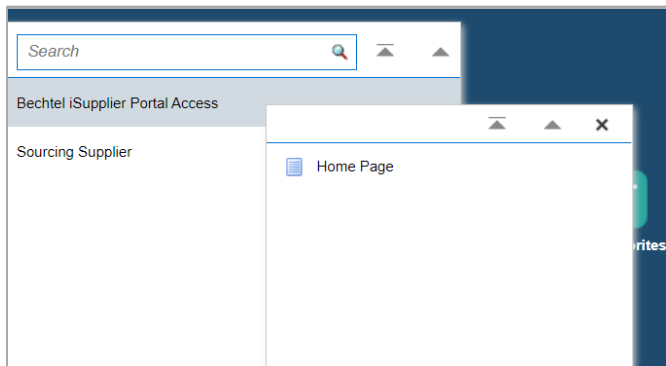 Search
Bechtel iSupplier Portal Access
Sourcing Supplier
Home Page